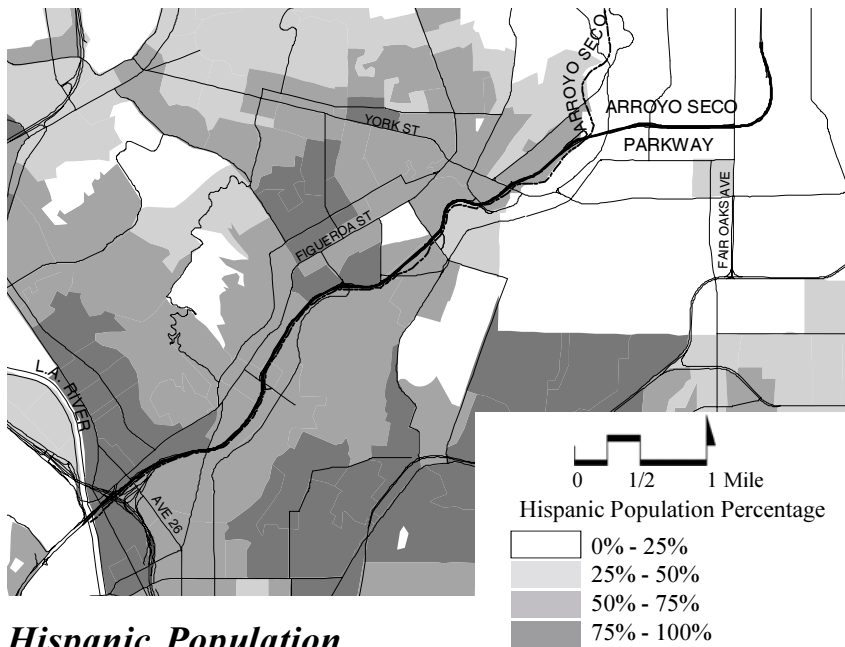 ARROYO SECO
ARROYO SECO
PARKWAY
YORK ST
FIGUEROA ST
FAIR OAKS AVE
L.A. RIVER
AVE 26
0 1/2 1 Mile
Hispanic Population Percentage
0% - 25%
25% - 50%
50% - 75%
75% - 100%
Hispanic Population